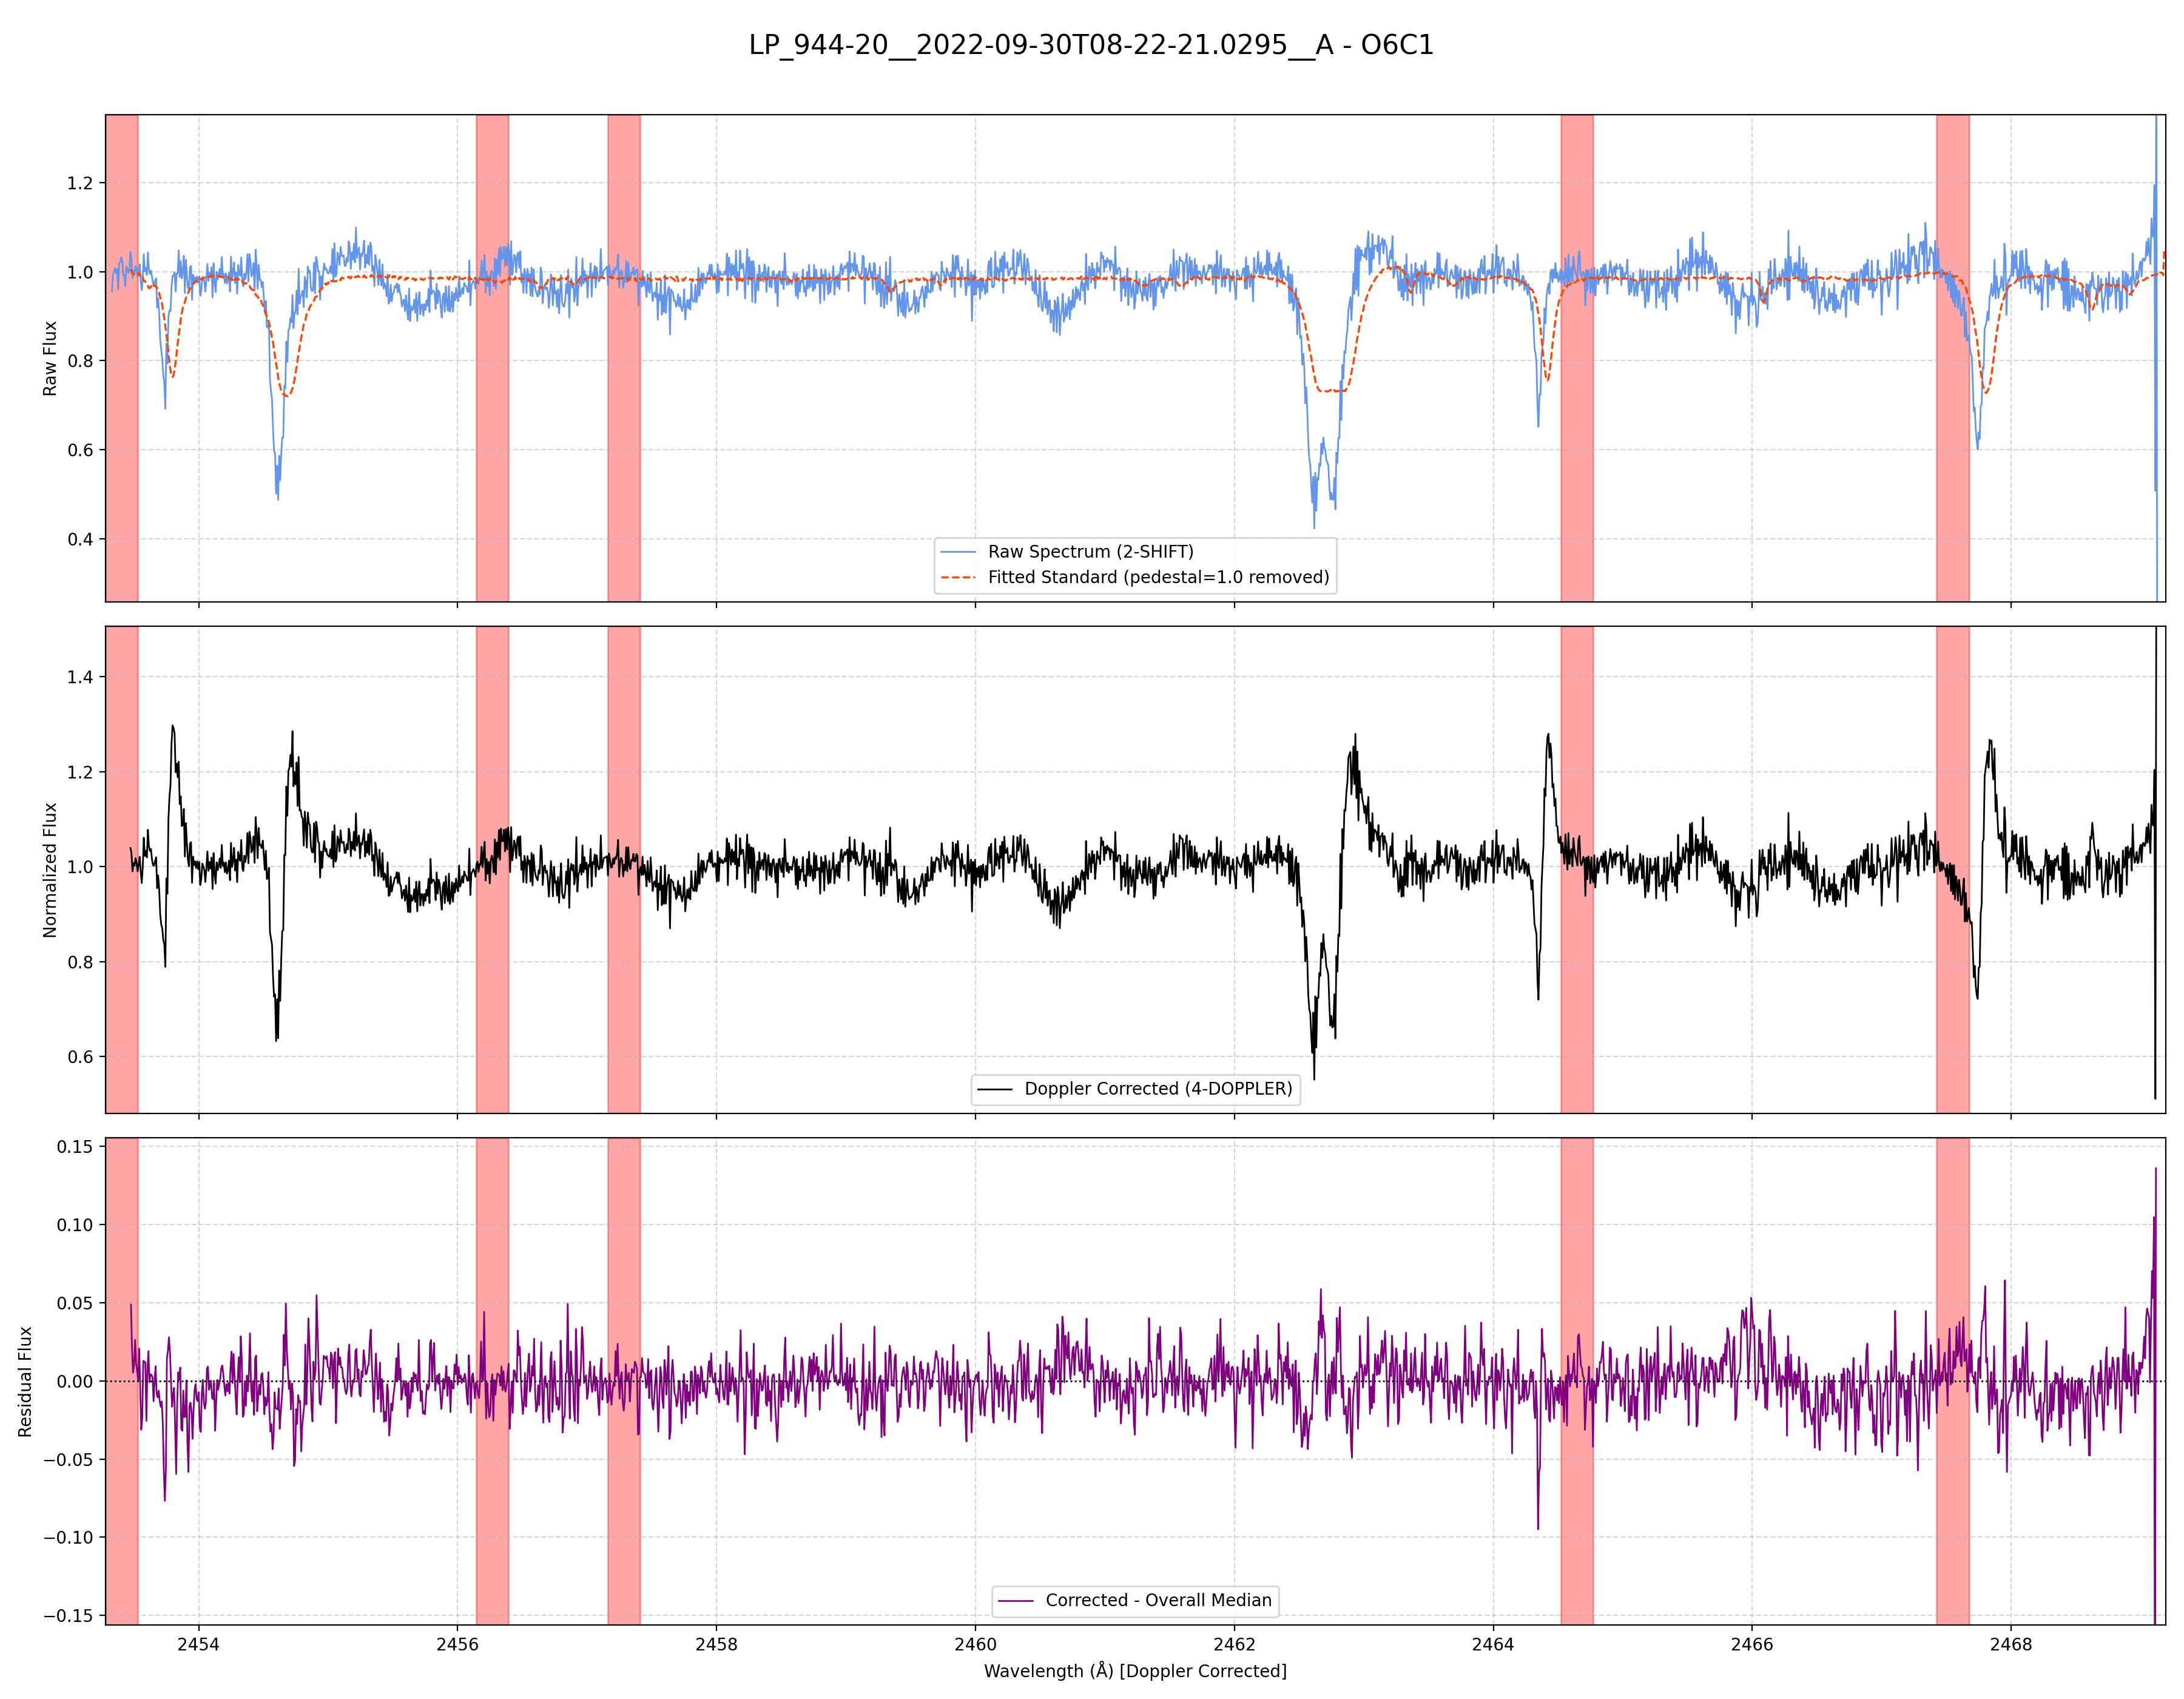 LP_944-20__2022-09-30T08-22-21.0295__A - O6C1
1.2
1.0
0.8
0.6
0.4
Raw Flux
Raw Spectrum (2-SHIFT)
Fitted Standard (pedestal=1.0 removed)
1.4
1.2
1.0
0.8
0.6
Normalized Flux
Doppler Corrected (4-DOPPLER)
0.15
0.10
0.05
0.00
−0.05
−0.10
−0.15
Residual Flux
Corrected - Overall Median
2454 2456 2458 2460 2462 2464 2466 2468
Wavelength (Å) [Doppler Corrected]